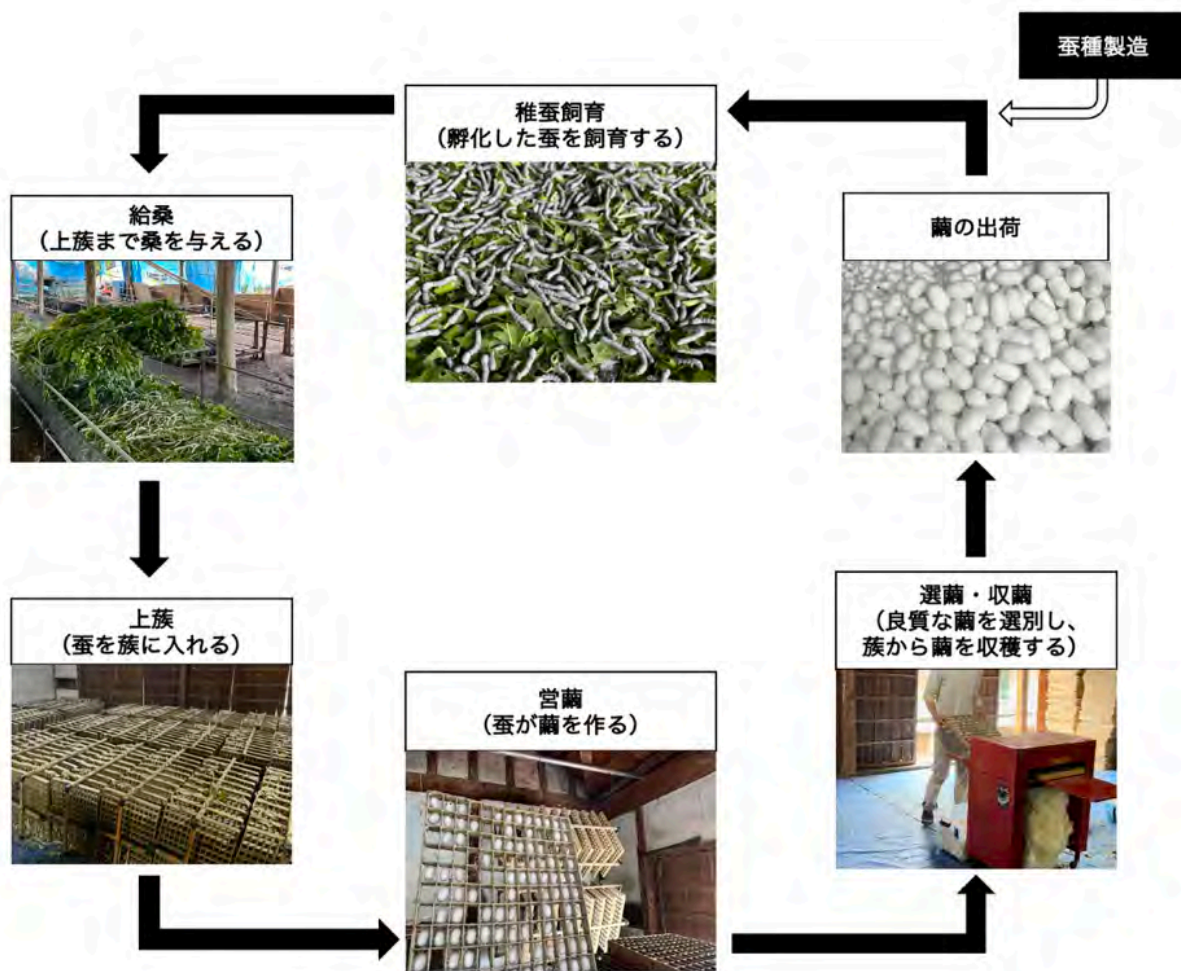 蚕種製造
稚蚕飼育
（孵化した蚕を飼育する）
給桑
（上蔟まで桑を与える）
上蔟
（蚕を蔟に入れる）
営繭
（蚕が繭を作る）
選繭・収繭
（良質な繭を選別し、
蔟から繭を収穫する）
繭の出荷